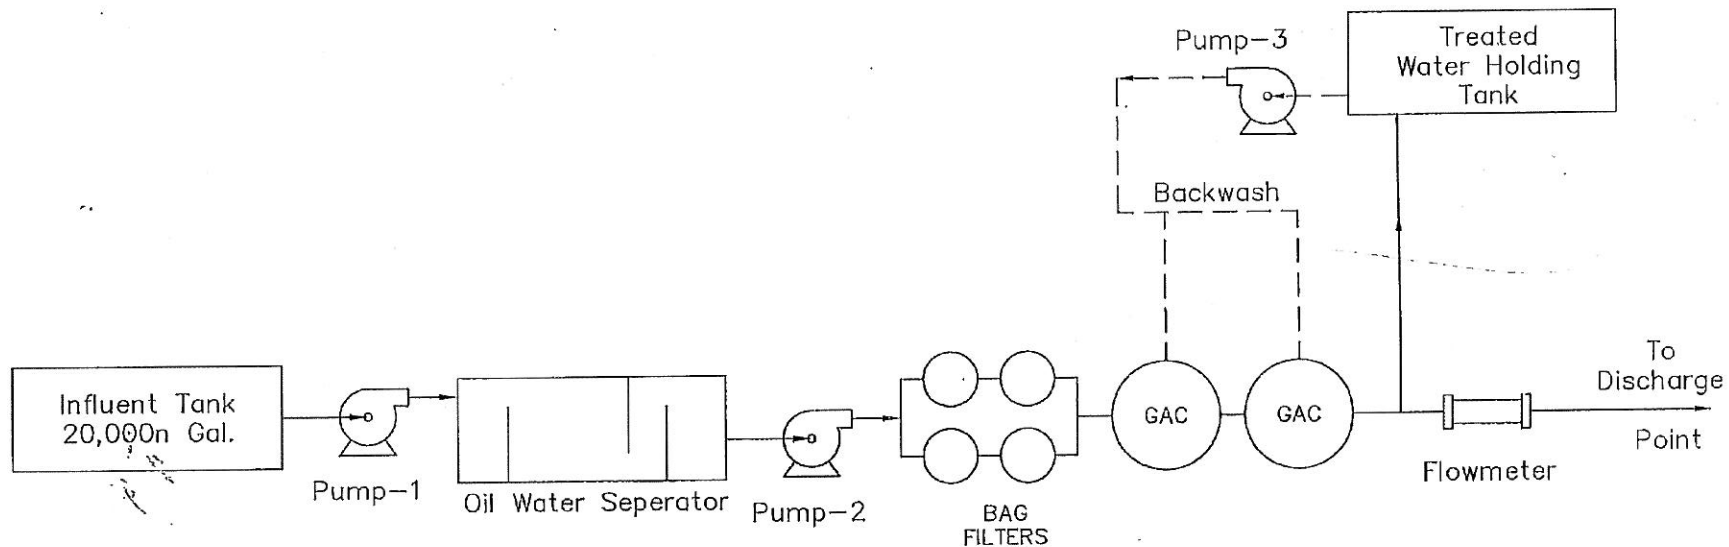 Influent Tank
20,000n Gal.
Pump-1
Oil Water Seperator
Pump-2
BAG
FILTERS
GAC
GAC
Backwash
Pump-3
Treated
Water Holding
Tank
Flowmeter
To
Discharge
Point